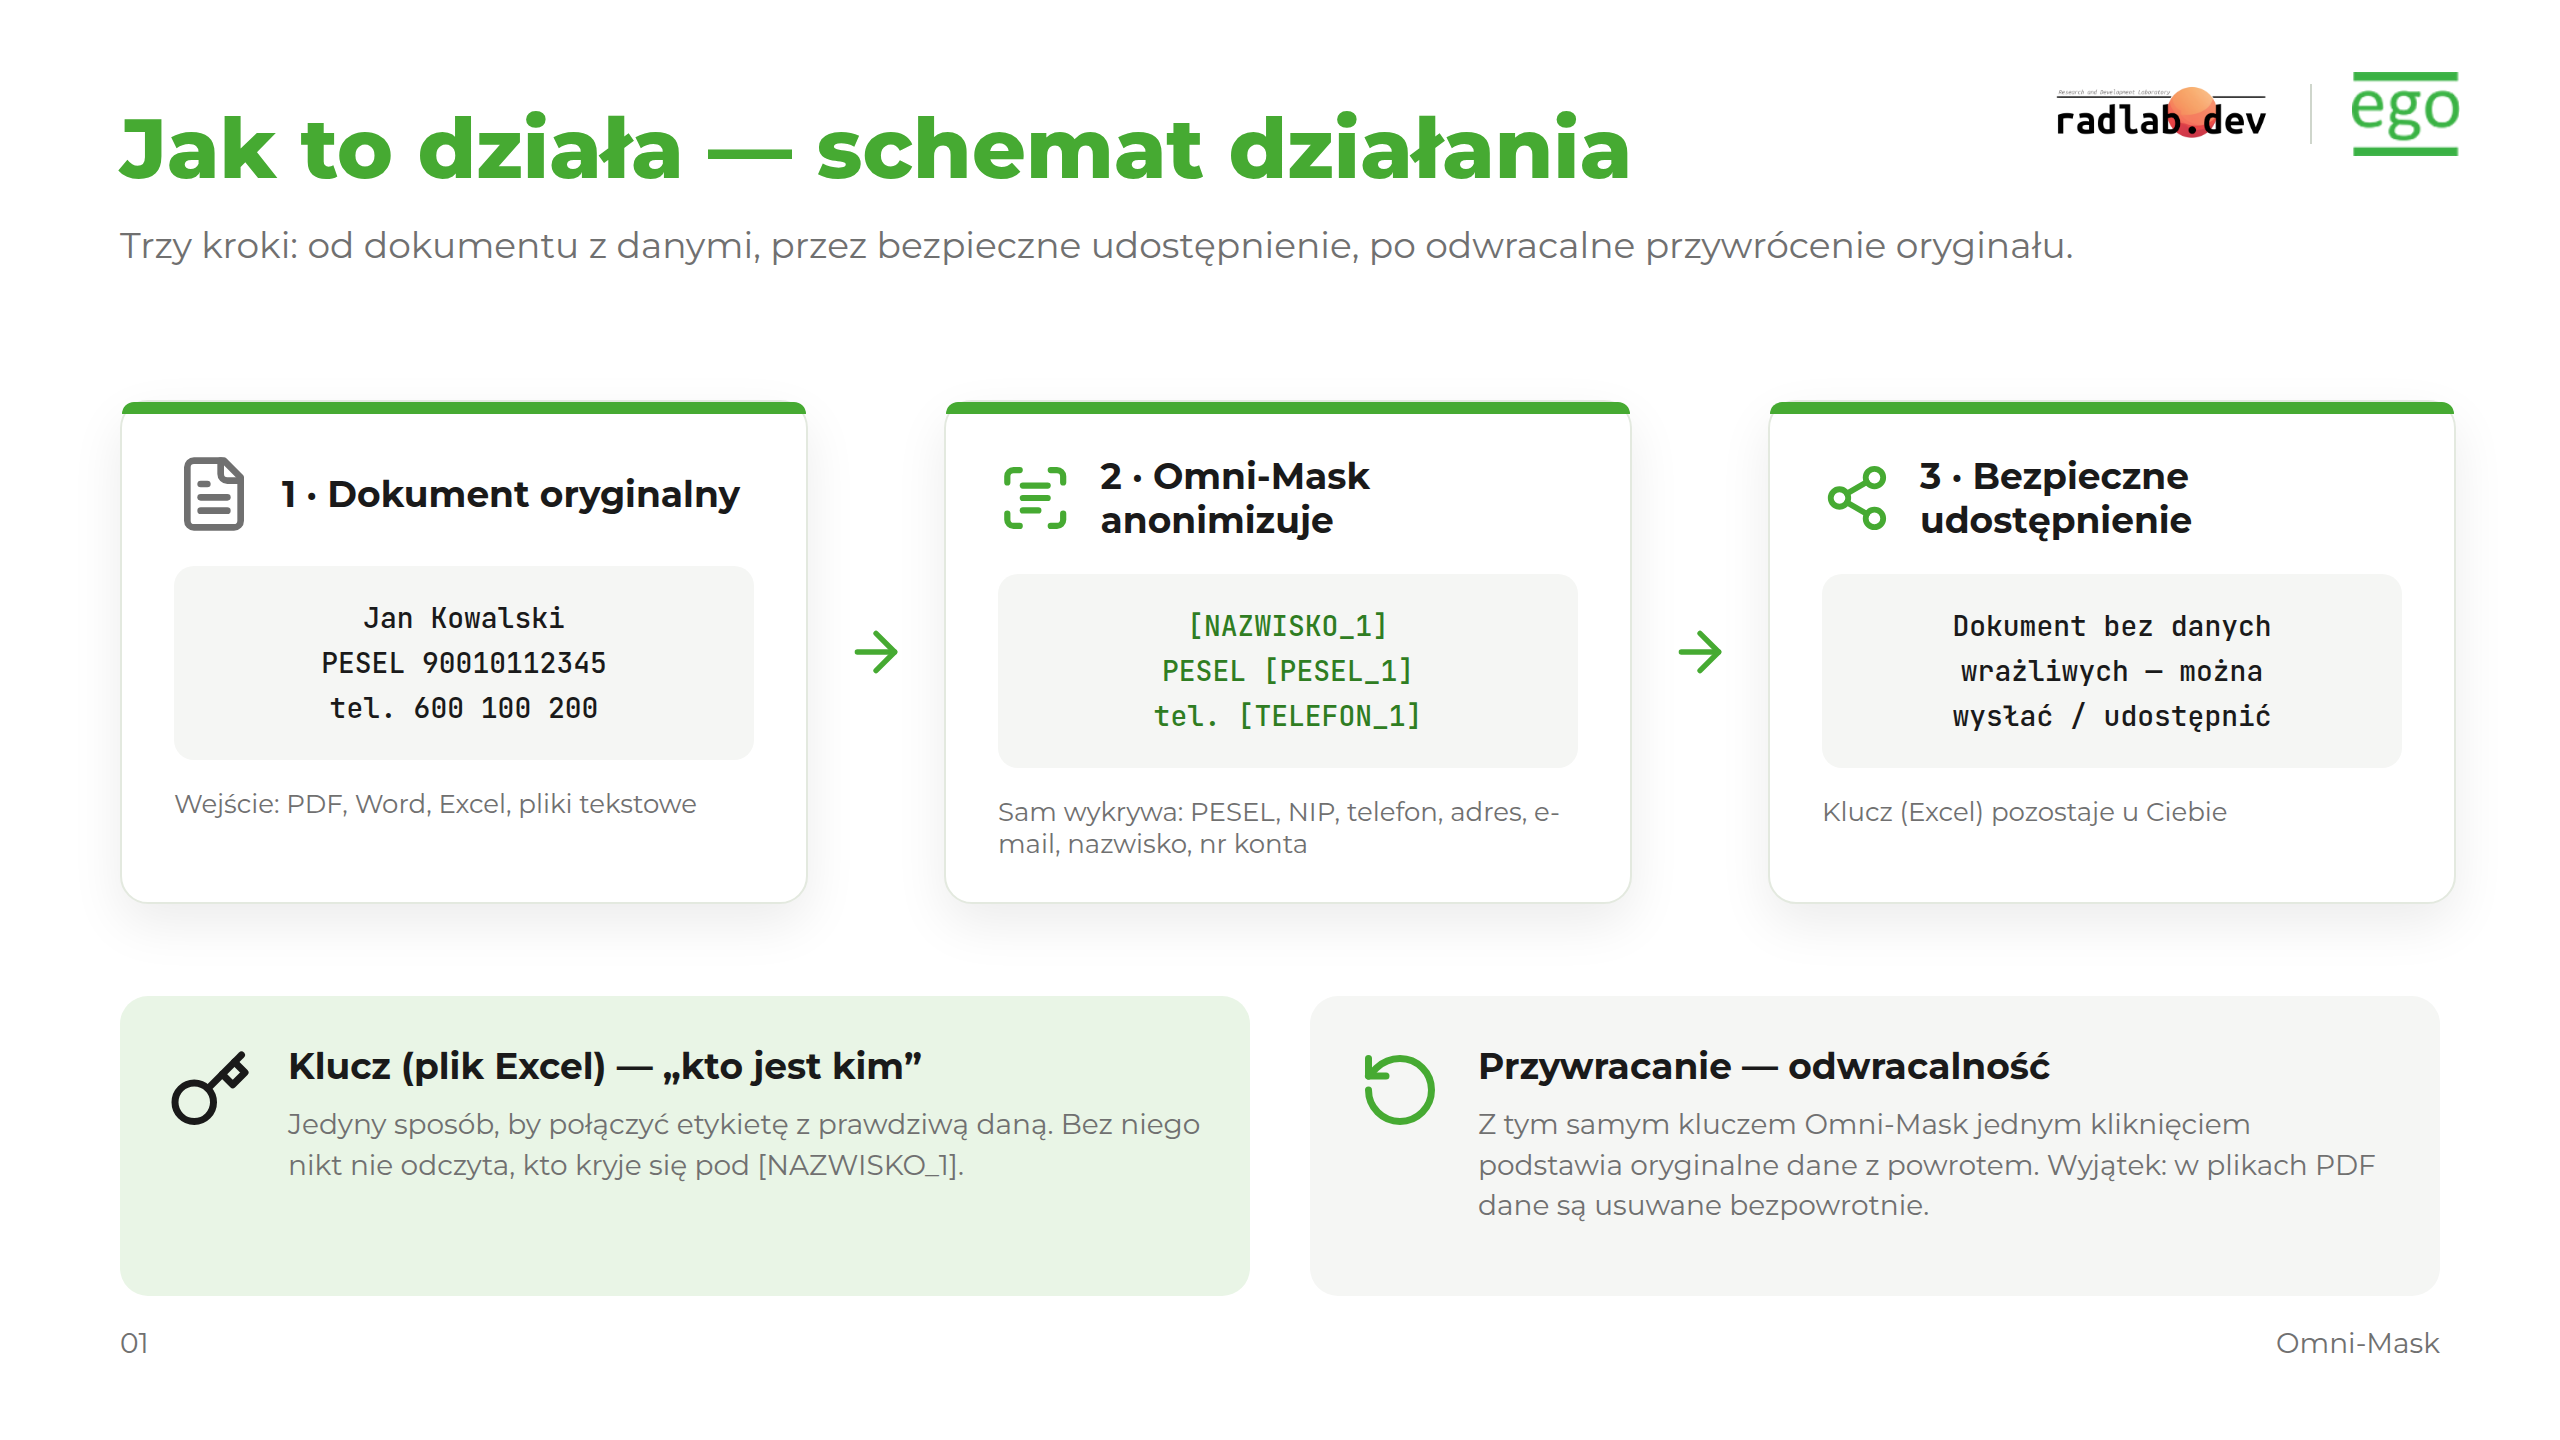 Research and Development Laboratory
radlab.dev
ego
Jak to działa — schemat działania
Trzy kroki: od dokumentu z danymi, przez bezpieczne udostępnienie, po odwracalne przywrócenie oryginału.
1 · Dokument oryginalny
Jan Kowalski
PESEL 90010112345
tel. 600 100 200
Wejście: PDF, Word, Excel, pliki tekstowe
2 · Omni-Mask
anonimizuje
[NAZWISKO_1]
PESEL [PESEL_1]
tel. [TELEFON_1]
Sam wykrywa: PESEL, NIP, telefon, adres, e-
mail, nazwisko, nr konta
3 · Bezpieczne
udostępnienie
Dokument bez danych
wrażliwych — można
wysłać / udostępnić
Klucz (Excel) pozostaje u Ciebie
Klucz (plik Excel) — „kto jest kim”
Jedyny sposób, by połączyć etykietę z prawdziwą daną. Bez niego
nikt nie odczyta, kto kryje się pod [NAZWISKO_1].
Przywracanie — odwracalność
Z tym samym kluczem Omni-Mask jednym kliknięciem
podstawia oryginalne dane z powrotem. Wyjątek: w plikach PDF
dane są usuwane bezpowrotnie.
01
Omni-Mask